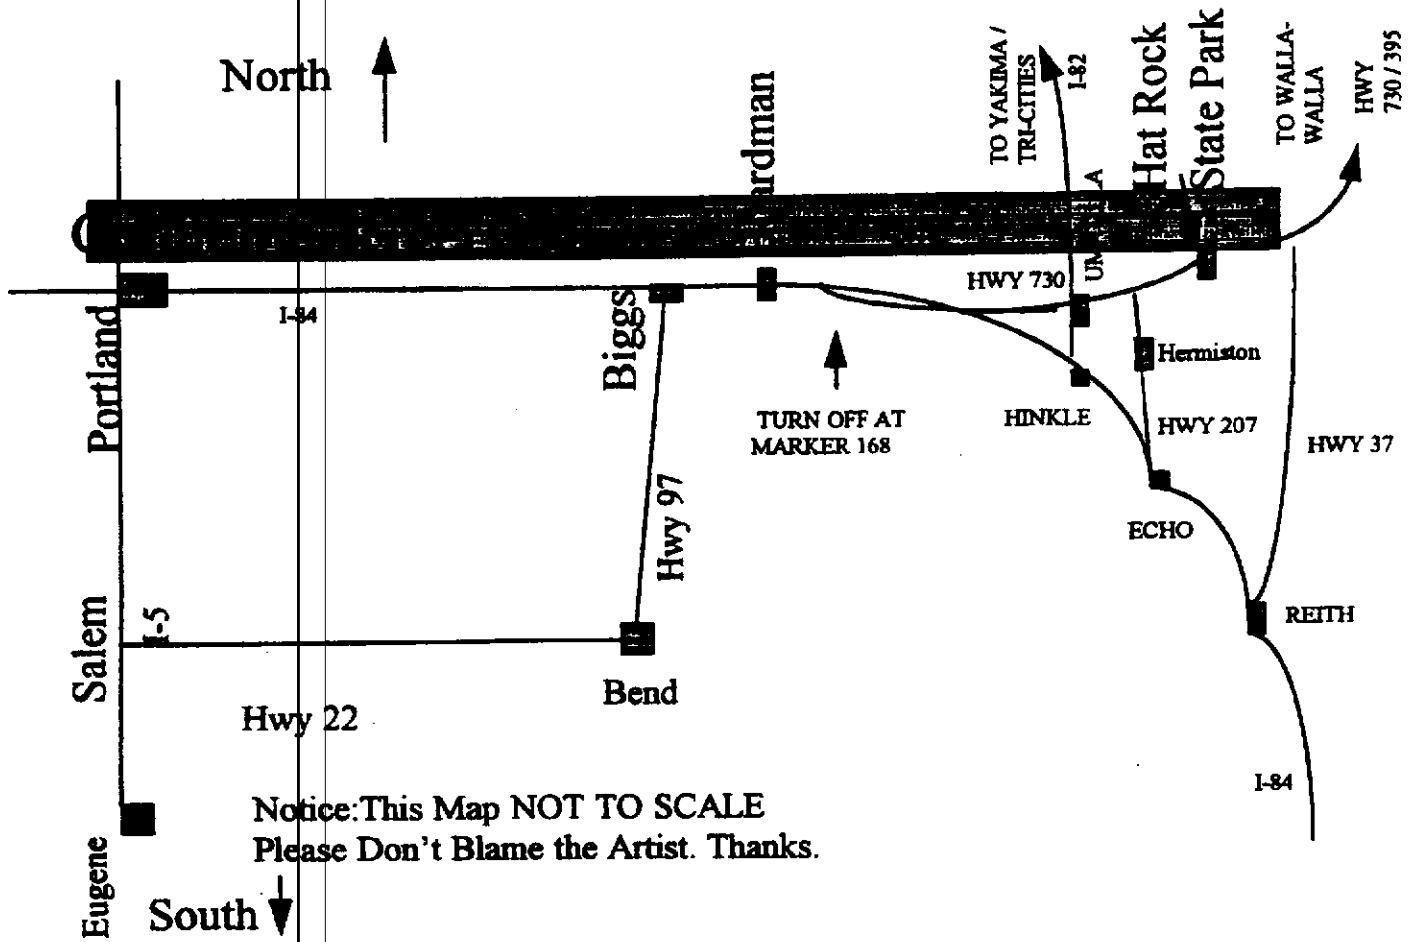 North
TO YAKIMA /
TRI-CITIES
I-82
Hat Rock
State Park
TO WALLA-
WALLA
HWY
730 / 395
ardman
UM LA
HWY 730
I-84
Portland
Biggs
Hermiston
TURN OFF AT
MARKER 168
HINKLE
HWY 207
HWY 37
Hwy 97
ECHO
Salem
I-5
REITH
Bend
Hwy 22
I-84
Notice:This Map NOT TO SCALE
Please Don't Blame the Artist. Thanks.
Eugene
South